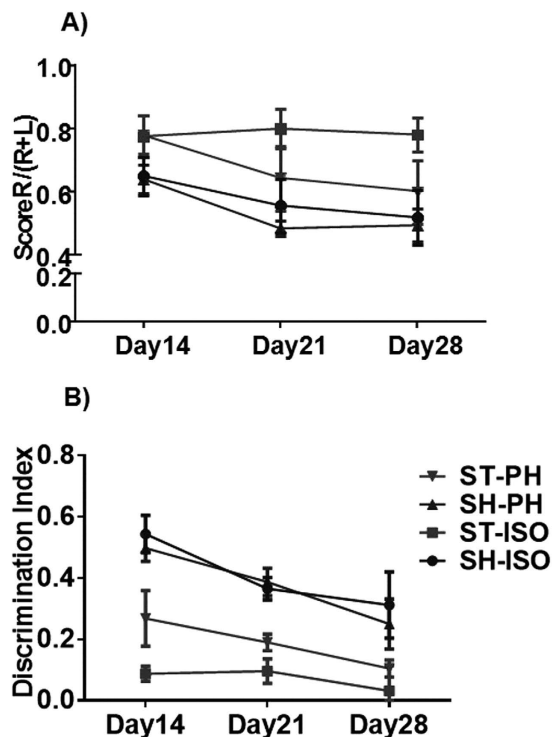 A)
Score R/(R+L)
1.0
0.8
0.6
0.4
0.2
0.0
Day14 Day21 Day28
B)
Discrimination Index
0.8
0.6
0.4
0.2
0.0
Day14 Day21 Day28
ST-PH
SH-PH
ST-ISO
SH-ISO